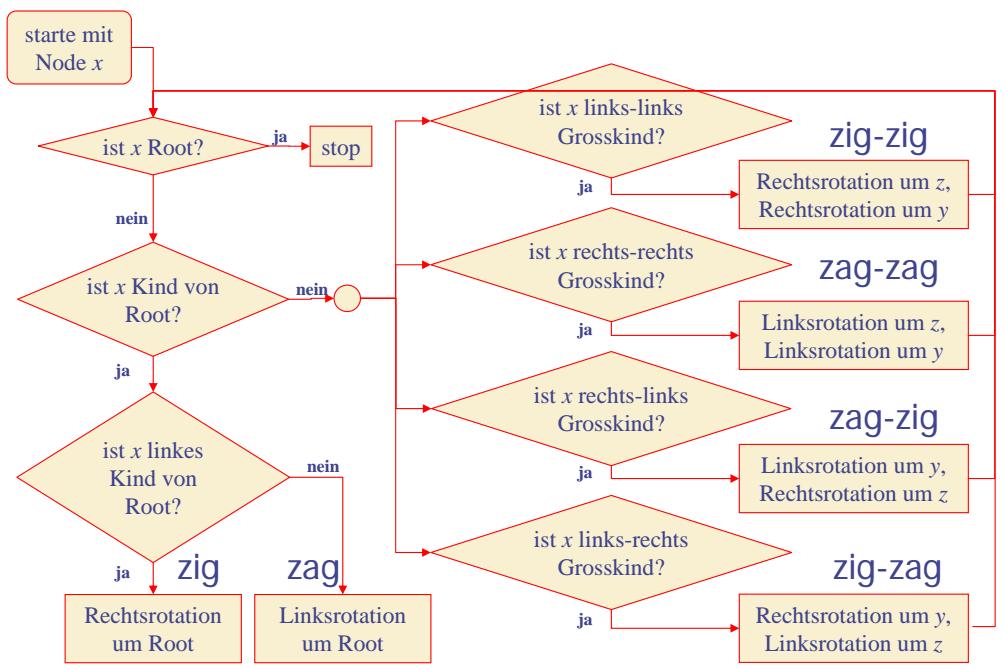 starte mit
Node x
ist x Root?
ja
stop
nein
ist x Kind von
Root?
nein
ja
ist x linkes
Kind von
Root?
nein
ja
zig
zag
Rechtsrotation
um Root
Linksrotation
um Root
ist x links-links
Grosskind?
ja
zig-zig
Rechtsrotation um z,
Rechtsrotation um y
ist x rechts-rechts
Grosskind?
ja
zag-zag
Linksrotation um z,
Linksrotation um y
ist x rechts-links
Grosskind?
ja
zag-zig
Linksrotation um y,
Rechtsrotation um z
ist x links-rechts
Grosskind?
ja
zig-zag
Rechtsrotation um y,
Linksrotation um z